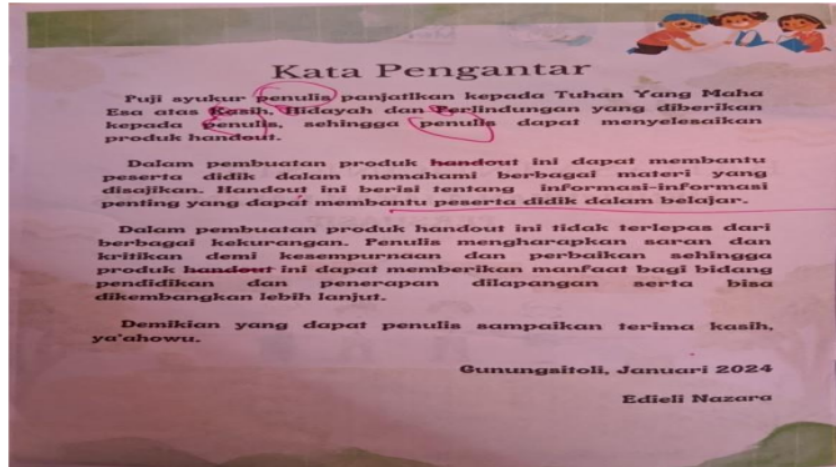 Kata Pengantar
Puji syukur penulis panjatkan kepada Tuhan Yang Maha
Esa atas Kasih, Hidayah dan Perlindungan yang diberikan
kepada penulis, sehingga penulis dapat menyelesaikan
produk handout.
Dalam pembuatan produk handout ini dapat membantu
peserta didik dalam memahami berbagai materi yang
disajikan. Handout ini berisi tentang informasi-informasi
penting yang dapat membantu peserta didik dalam belajar.
Dalam pembuatan produk handout ini tidak terlepas dari
berbagai kekurangan. Penulis mengharapkan saran dan
kritikan demi kesempurnaan dan perbaikan sehingga
produk handout ini dapat memberikan manfaat bagi bidang
pendidikan dan penerapan dilapangan serta bisa
dikembangkan lebih lanjut.
Demikian yang dapat penulis sampaikan terima kasih,
ya'ahowu.
Gunungsitoli, Januari 2024
Edieli Nazara